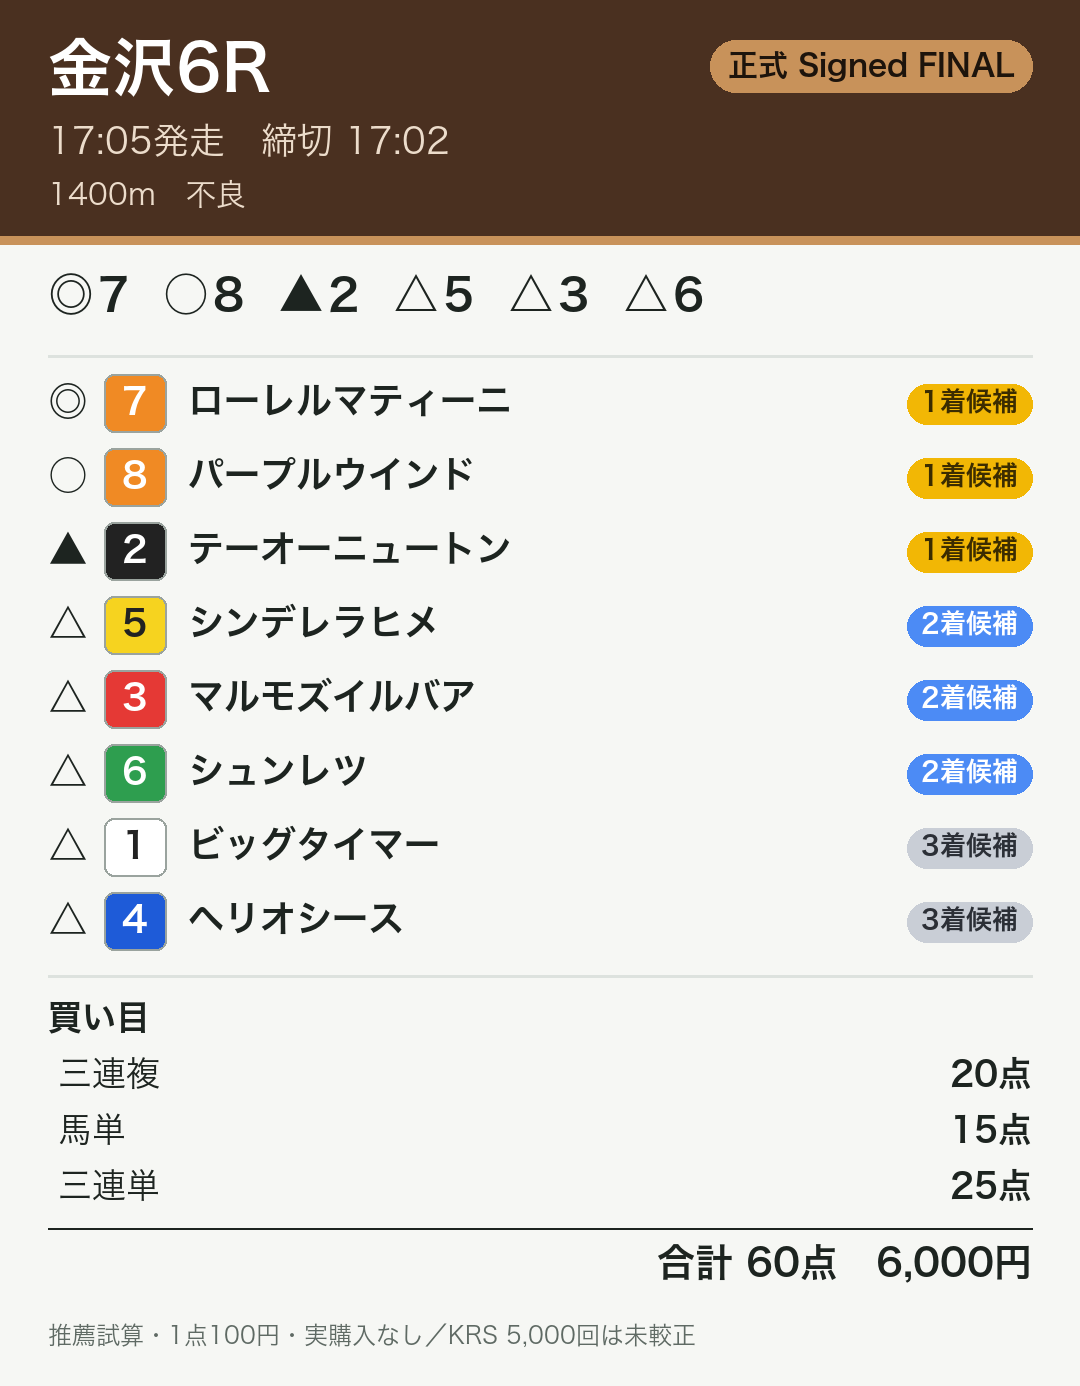 金沢6R
正式 Signed FINAL
17:05発走　締切 17:02
1400m　不良
◎7 ○8 ▲2 △5 △3 △6
◎ 7 ローレルマティーニ 1着候補
○ 8 パープルウインド 1着候補
▲ 2 テーオーニュートン 1着候補
△ 5 シンデレラヒメ 2着候補
△ 3 マルモズイルバア 2着候補
△ 6 シュンレツ 2着候補
△ 1 ビッグタイマー 3着候補
△ 4 ヘリオシース 3着候補
買い目
三連複 20点
馬単 15点
三連単 25点
合計 60点　6,000円
推薦試算・1点100円・実購入なし／KRS 5,000回は未較正